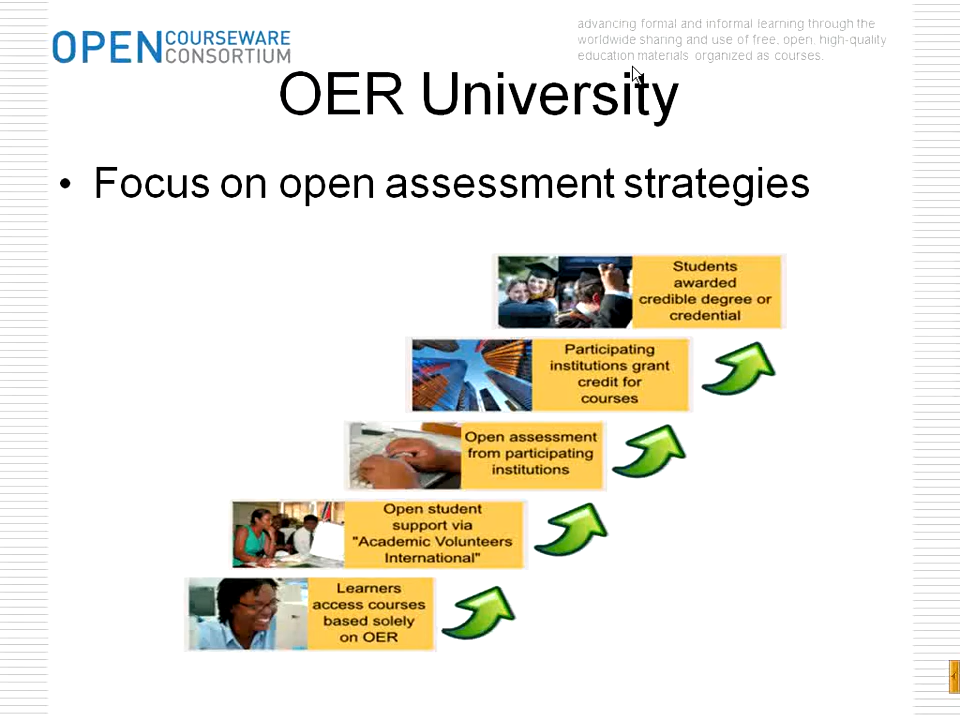 OPEN COURSEWARE CONSORTIUM
advancing formal and informal learning through the
worldwide sharing and use of free, open, high-quality
education materials organized as courses.
OER University
• Focus on open assessment strategies
Students
awarded
credible degree or
credential
Participating
institutions grant
credit for
courses
Open assessment
from participating
institutions
Open student
support via
"Academic Volunteers
International"
Learners
access courses
based solely
on OER